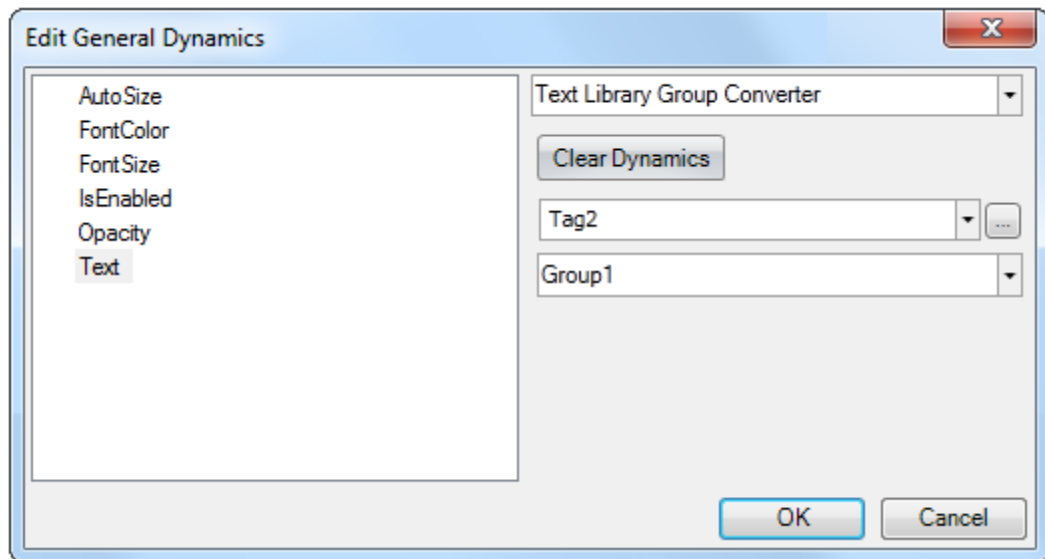 Edit General Dynamics
AutoSize
FontColor
FontSize
IsEnabled
Opacity
Text
Text Library Group Converter
Clear Dynamics
Tag2
...
Group1
OK
Cancel